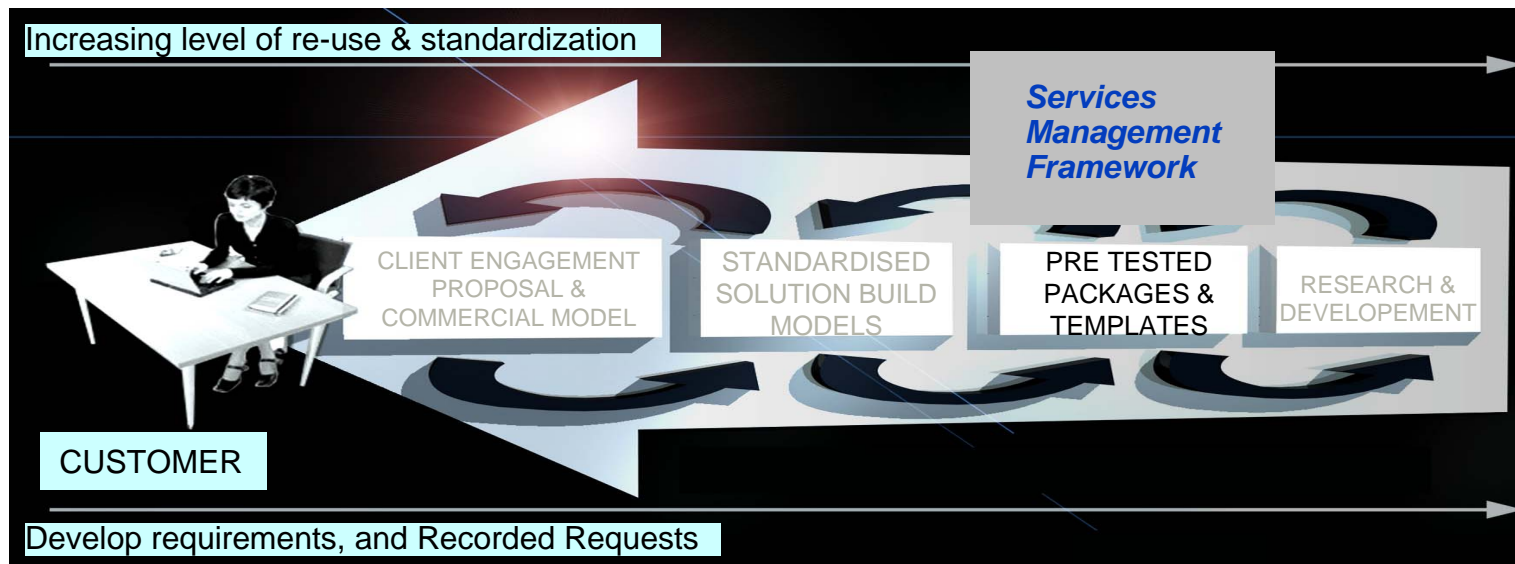 Increasing level of re-use & standardization
Services
Management
Framework
CLIENT ENGAGEMENT
PROPOSAL &
COMMERCIAL MODEL
STANDARDISED
SOLUTION BUILD
MODELS
PRE TESTED
PACKAGES &
TEMPLATES
RESEARCH &
DEVELOPEMENT
CUSTOMER
Develop requirements, and Recorded Requests